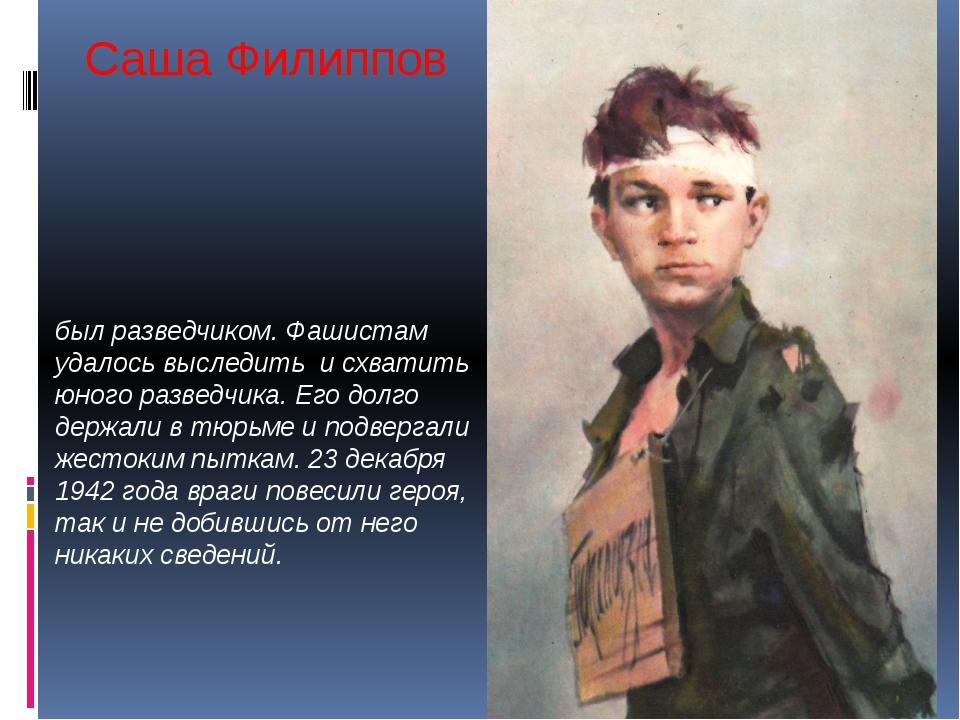 Саша Филиппов
был разведчиком. Фашистам
удалось выследить  и схватить
юного разведчика. Его долго
держали в тюрьме и подвергали
жестоким пыткам. 23 декабря
1942 года враги повесили героя,
так и не добившись от него
никаких сведений.